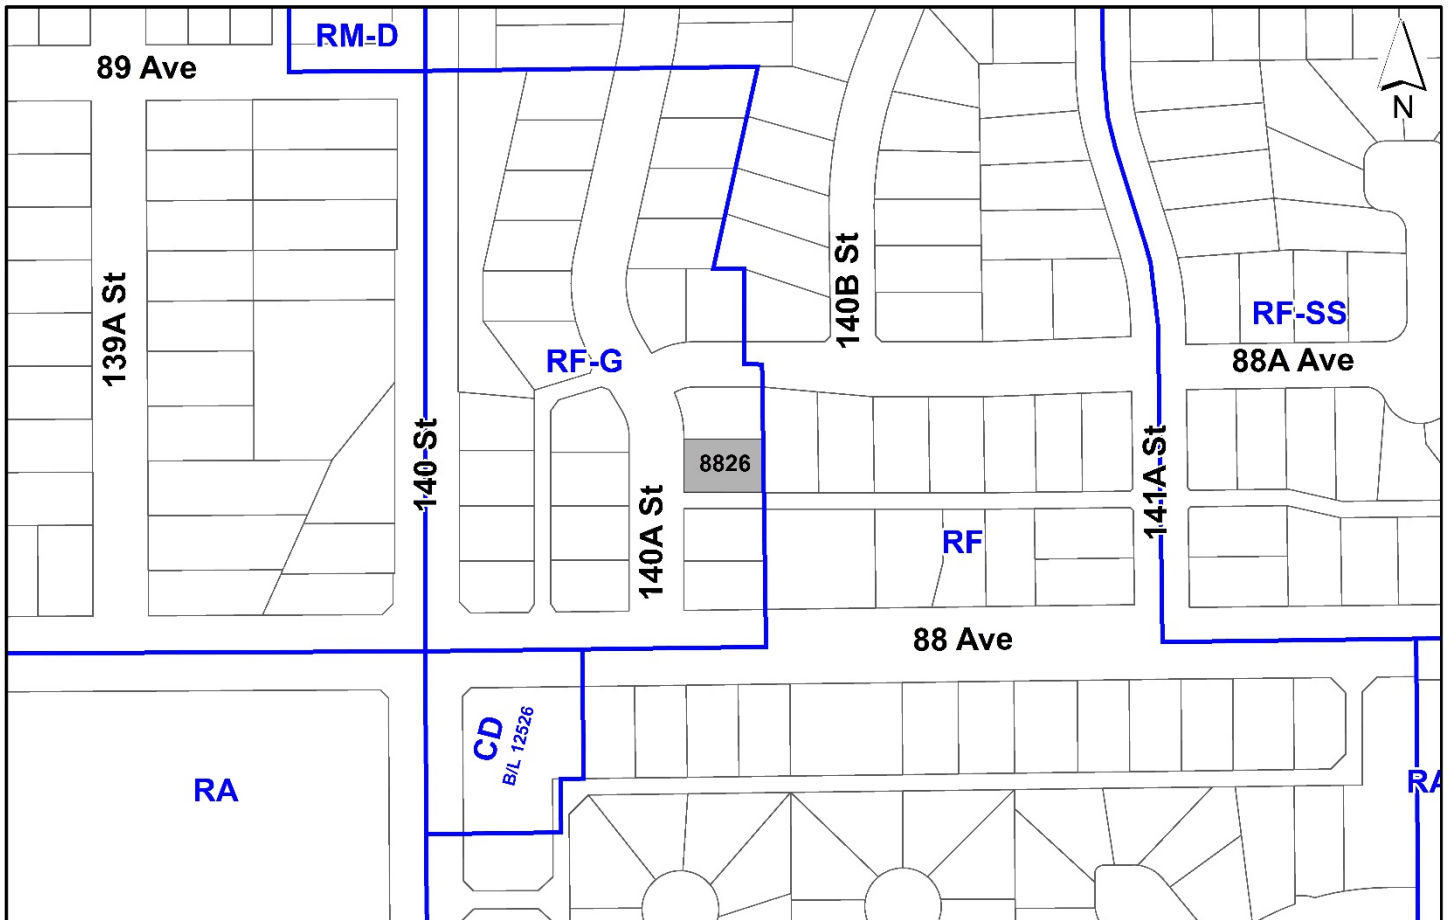 RM-D
89 Ave
N
139A St
140B St
RF-SS
RF-G
88A Ave
140 St
8826
141A St
140A St
RF
88 Ave
CD
B/L 12526
RA
RA